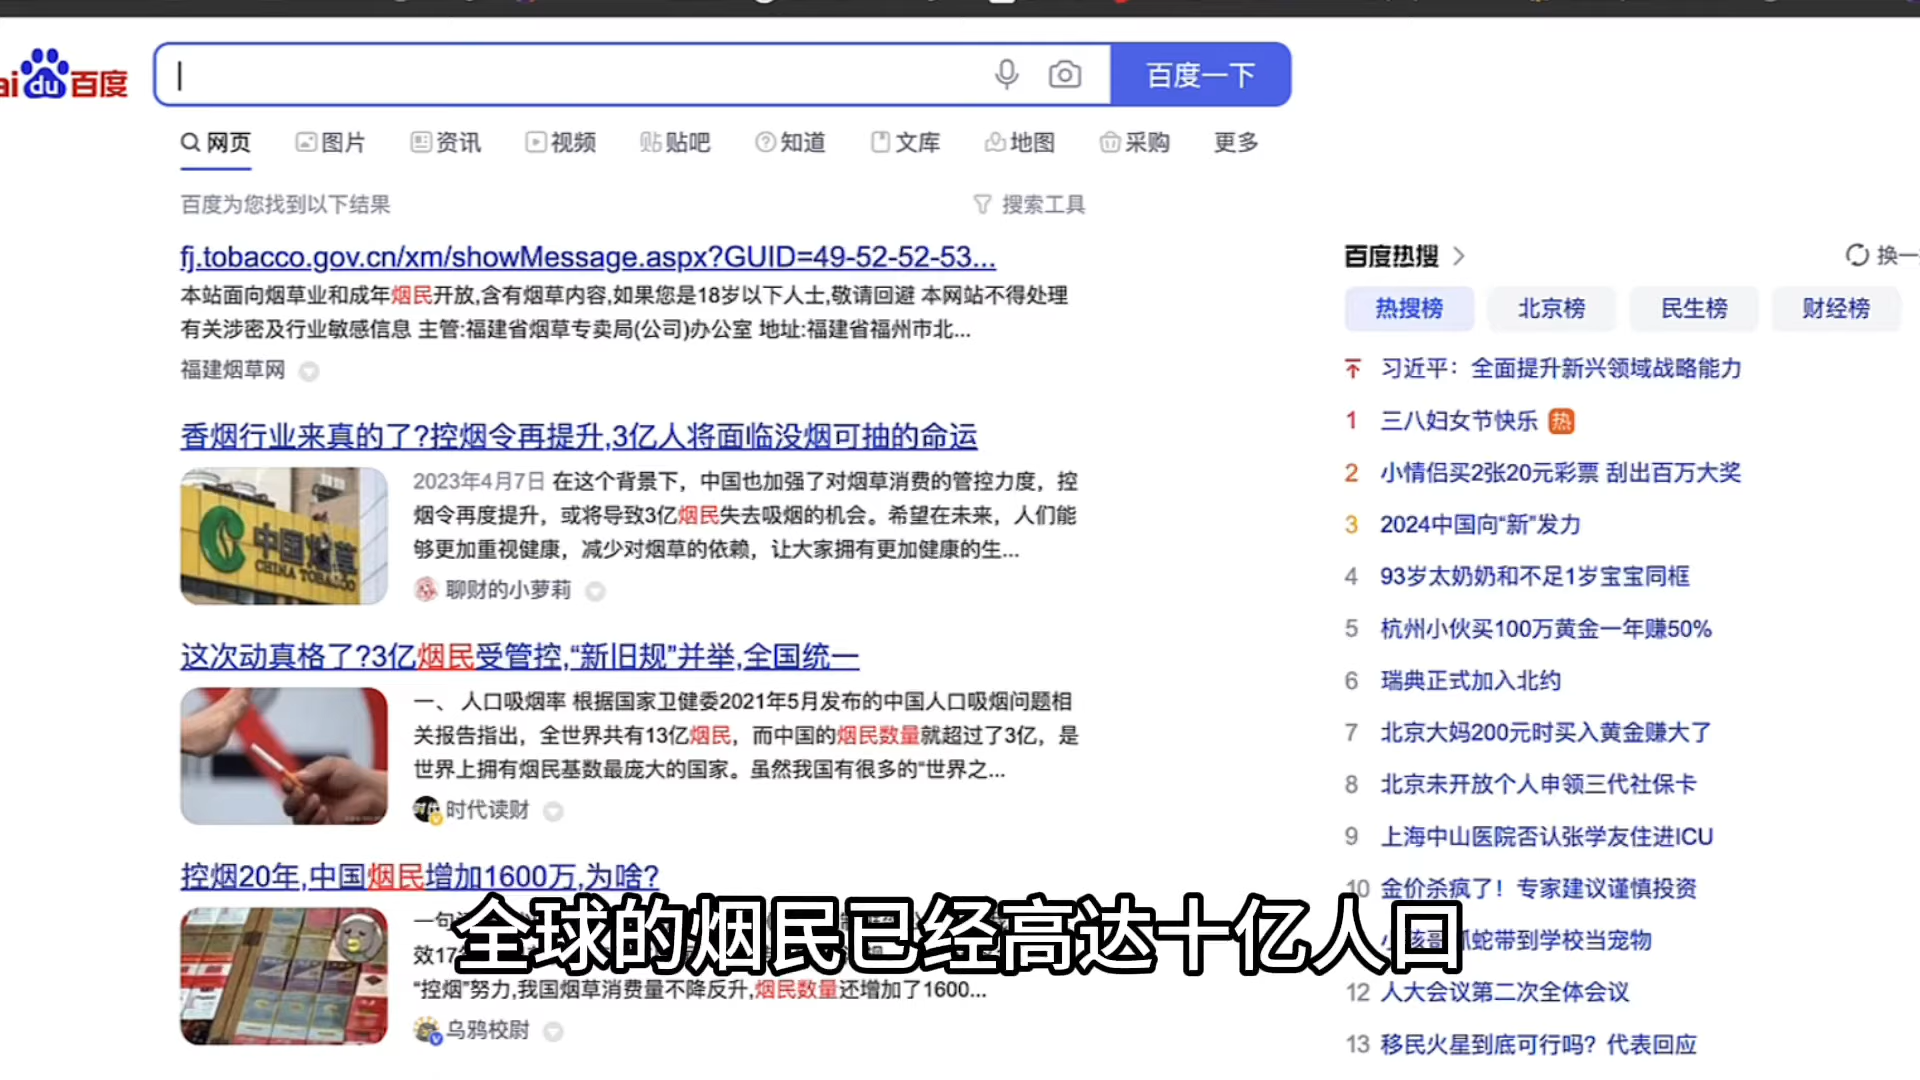 ai du 百度
百度一下
网页 图片 资讯 视频 贴吧 知道 文库 地图 采购 更多
百度为您找到以下结果 搜索工具
fj.tobacco.gov.cn/xm/showMessage.aspx?GUID=49-52-52-53...
本站面向烟草业和成年烟民开放,含有烟草内容,如果您是18岁以下人士,敬请回避 本网站不得处理
有关涉密及行业敏感信息 主管:福建省烟草专卖局(公司)办公室 地址:福建省福州市北...
福建烟草网
香烟行业来真的了?控烟令再提升,3亿人将面临没烟可抽的命运
中国烟草
CHINA TOBACCO
2023年4月7日 在这个背景下，中国也加强了对烟草消费的管控力度，控
烟令再度提升，或将导致3亿烟民失去吸烟的机会。希望在未来，人们能
够更加重视健康，减少对烟草的依赖，让大家拥有更加健康的生...
聊财的小萝莉
这次动真格了?3亿烟民受管控,“新旧规”并举,全国统一
一、 人口吸烟率 根据国家卫健委2021年5月发布的中国人口吸烟问题相
关报告指出，全世界共有13亿烟民，而中国的烟民数量就超过了3亿，是
世界上拥有烟民基数最庞大的国家。虽然我国有很多的“世界之...
时代读财
控烟20年,中国烟民增加1600万,为啥?
一句
效17
“控烟”努力,我国烟草消费量不降反升,烟民数量还增加了1600...
乌鸦校尉
全球的烟民已经高达十亿人口
百度热搜
换一
热搜榜 北京榜 民生榜 财经榜
习近平：全面提升新兴领域战略能力
1 三八妇女节快乐 热
2 小情侣买2张20元彩票 刮出百万大奖
3 2024中国向“新”发力
4 93岁太奶奶和不足1岁宝宝同框
5 杭州小伙买100万黄金一年赚50%
6 瑞典正式加入北约
7 北京大妈200元时买入黄金赚大了
8 北京未开放个人申领三代社保卡
9 上海中山医院否认张学友住进ICU
10 金价杀疯了！专家建议谨慎投资
抓蛇带到学校当宠物
12 人大会议第二次全体会议
13 移民火星到底可行吗？代表回应